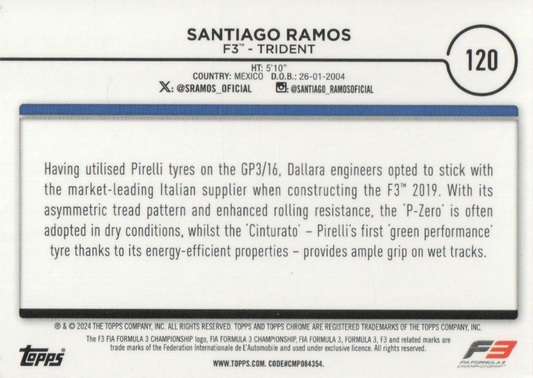 SANTIAGO RAMOS
F3™ - TRIDENT
120
HT: 5'10"
COUNTRY: MEXICO D.O.B.: 26-01-2004
X: @SRAMOS_OFICIAL @SANTIAGO_RAMOSOFICIAL
Having utilised Pirelli tyres on the GP3/16, Dallara engineers opted to stick with
the market-leading Italian supplier when constructing the F3™ 2019. With its
asymmetric tread pattern and enhanced rolling resistance, the 'P-Zero' is often
adopted in dry conditions, whilst the 'Cinturato' – Pirelli's first 'green performance'
tyre thanks to its energy-efficient properties – provides ample grip on wet tracks.
® & © 2024 THE TOPPS COMPANY, INC. ALL RIGHTS RESERVED. TOPPS AND TOPPS CHROME ARE REGISTERED TRADEMARKS OF THE TOPPS COMPANY, INC.
The F3 FIA FORMULA 3 CHAMPIONSHIP logo, FIA FORMULA 3 CHAMPIONSHIP, FIA FORMULA 3, FORMULA 3, F3 and related marks are
trade marks of the Federation Internationale de L'Automobile and used under exclusive licence. All rights reserved.
topps
WWW.TOPPS.COM. CODE#CMP084354.
F3
FIA FORMULA 3
CHAMPIONSHIP™